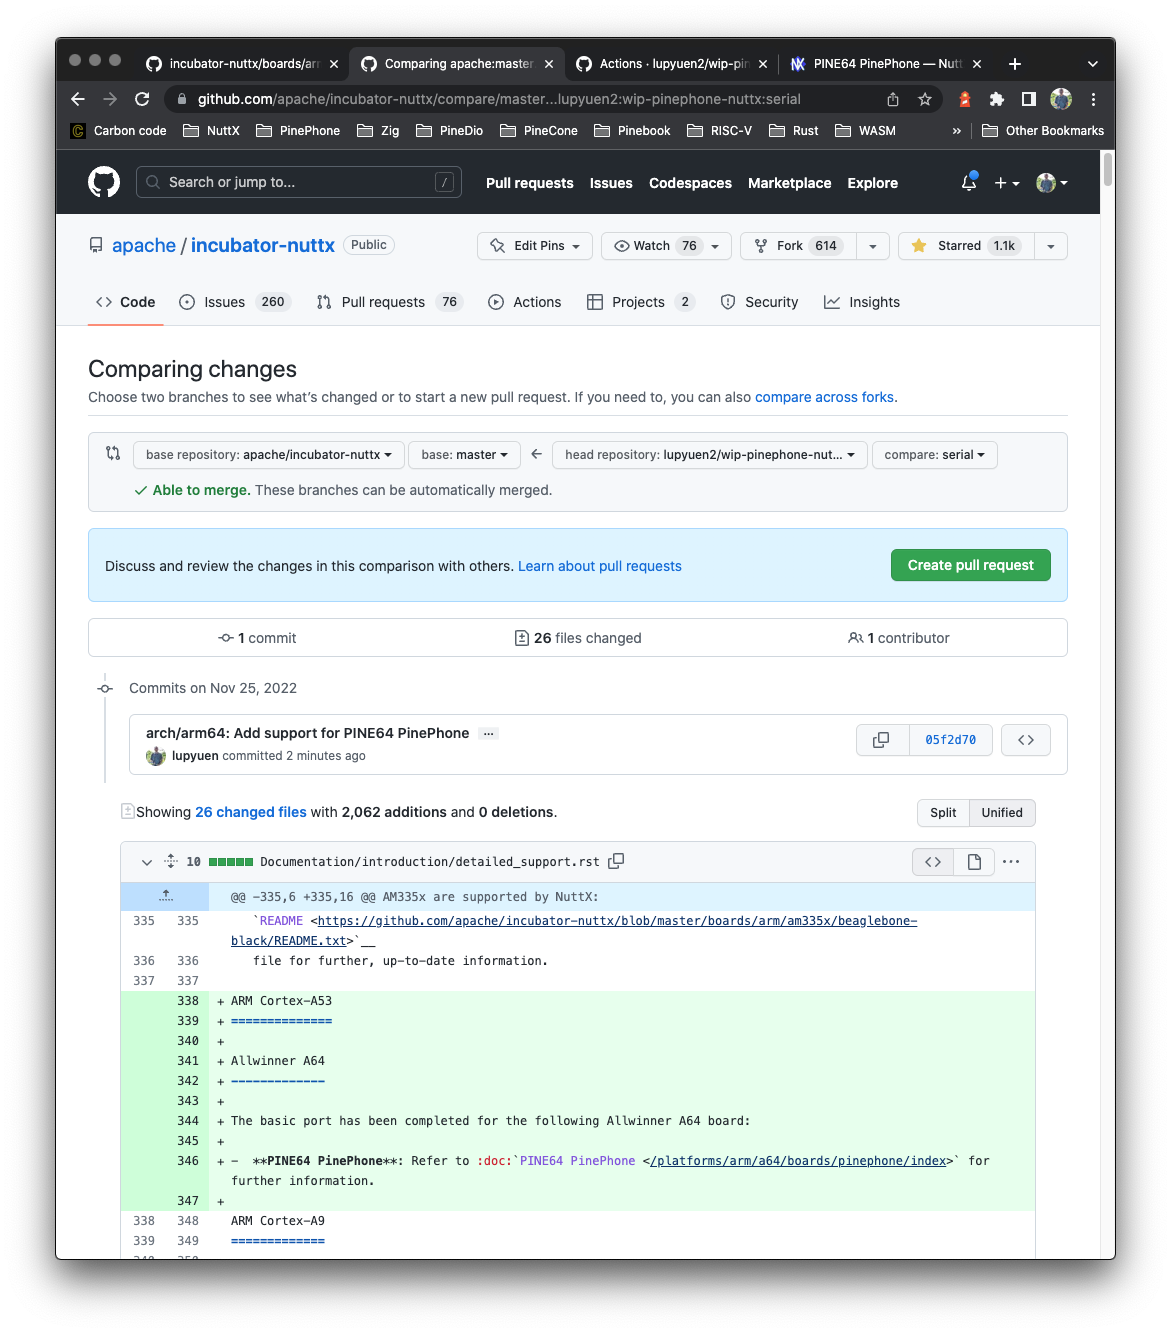 incubator-nuttx/boards/arr
Comparing apache:master
Actions · lupyuen2/wip-pin
PINE64 PinePhone — Nutt
github.com/apache/incubator-nuttx/compare/master...lupyuen2:wip-pinephone-nuttx:serial
Carbon code NuttX PinePhone Zig PineDio PineCone Pinebook RISC-V Rust WASM » Other Bookmarks
Search or jump to... / Pull requests Issues Codespaces Marketplace Explore
apache / incubator-nuttx Public Edit Pins Watch 76 Fork 614 Starred 1.1k
Code Issues 260 Pull requests 76 Actions Projects 2 Security Insights
Comparing changes
Choose two branches to see what's changed or to start a new pull request. If you need to, you can also compare across forks.
base repository: apache/incubator-nuttx base: master head repository: lupyuen2/wip-pinephone-nut... compare: serial
Able to merge. These branches can be automatically merged.
Discuss and review the changes in this comparison with others. Learn about pull requests Create pull request
1 commit 26 files changed 1 contributor
Commits on Nov 25, 2022
arch/arm64: Add support for PINE64 PinePhone ...
lupyuen committed 2 minutes ago
05f2d70
Showing 26 changed files with 2,062 additions and 0 deletions. Split Unified
10 Documentation/introduction/detailed_support.rst
@@ -335,6 +335,16 @@ AM335x are supported by NuttX:
335 335 `README <https://github.com/apache/incubator-nuttx/blob/master/boards/arm/am335x/beaglebone-
black/README.txt>`__
336 336 file for further, up-to-date information.
337 337
338 + ARM Cortex-A53
339 + ==============
340 +
341 + Allwinner A64
342 + -------------
343 +
344 + The basic port has been completed for the following Allwinner A64 board:
345 +
346 + - **PINE64 PinePhone**: Refer to :doc:`PINE64 PinePhone </platforms/arm/a64/boards/pinephone/index>` for
further information.
347 +
338 348 ARM Cortex-A9
339 349 =============